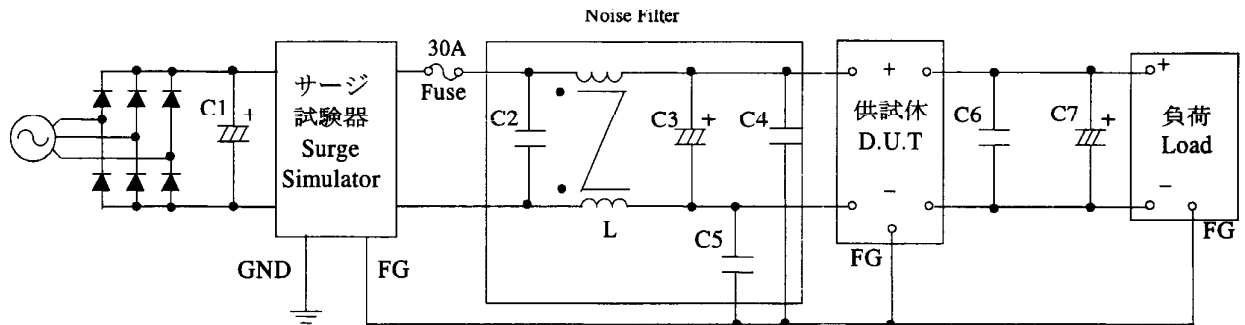 Noise Filter
30A
Fuse
C1
+
サージ
試験器
Surge
Simulator
C2
C3
+
C4
供試休
D.U.T
+
-
C6
C7
+
負荷
Load
+
-
L
C5
GND
FG
FG
FG